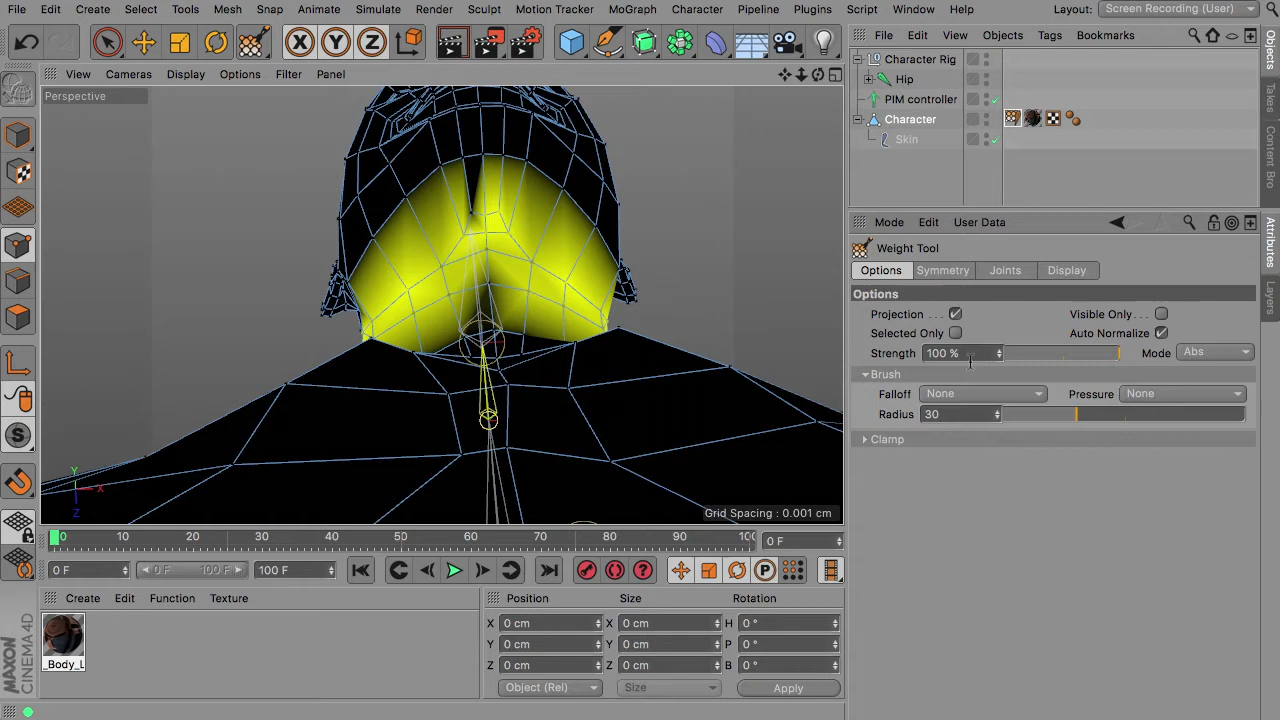 File Edit Create Select Tools Mesh Snap Animate Simulate Render Sculpt Motion Tracker MoGraph Character Pipeline Plugins Script Window Help Layout: Screen Recording (User)
X Y Z
File Edit View Objects Tags Bookmarks
View Cameras Display Options Filter Panel
Perspective
Character Rig
Hip
PIM controller
Character
Skin
Objects
Takes
Content Bro
Attributes
Layers
Mode Edit User Data
Weight Tool
Options Symmetry Joints Display
Options
Projection . . . Visible Only . . .
Selected Only Auto Normalize
Strength 100 % Mode Abs
Brush
Falloff None Pressure None
Radius 30
Clamp
Y
X
Z
Grid Spacing : 0.001 cm
0 10 20 30 40 50 60 70 80 90 100 0 F
0 F 0 F 100 F 100 F
P
Create Edit Function Texture
_Body_L
Position Size Rotation
X 0 cm X 0 cm H 0 °
Y 0 cm Y 0 cm P 0 °
Z 0 cm Z 0 cm B 0 °
Object (Rel) Size Apply
MAXON
CINEMA 4D